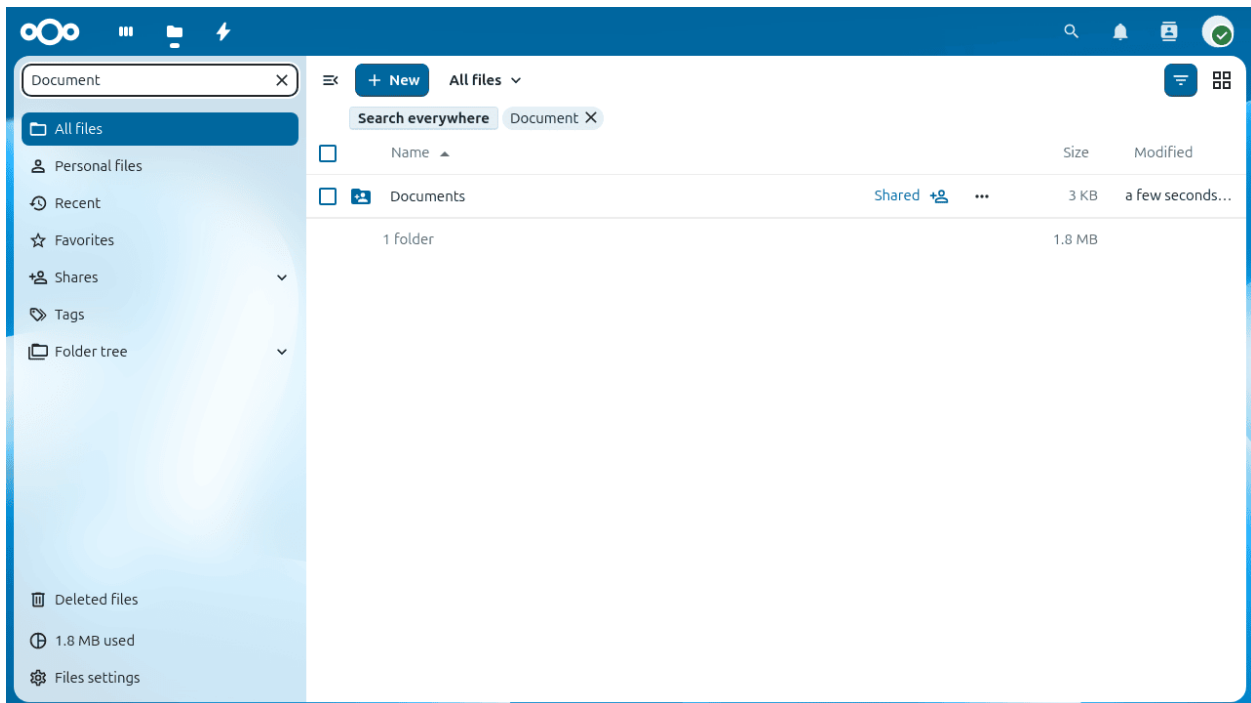 Document
New
All files
Search everywhere
Document
All files
Personal files
Recent
Favorites
Shares
Tags
Folder tree
Deleted files
1.8 MB used
Files settings
Name
Size
Modified
Documents
Shared
3 KB
a few seconds…
1 folder
1.8 MB